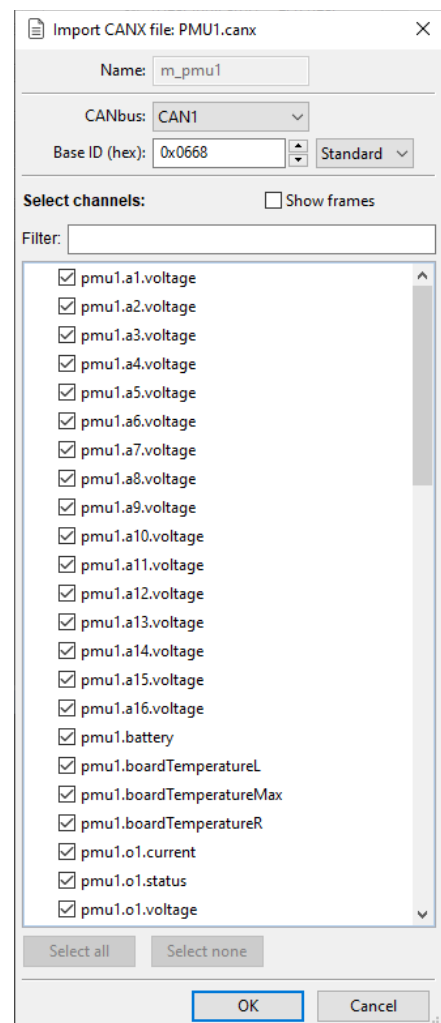 Import CANX file: PMU1.canx
Name: m_pmu1
CANbus: CAN1
Base ID (hex): 0x0668 Standard
Select channels: Show frames
Filter:
pmu1.a1.voltage
pmu1.a2.voltage
pmu1.a3.voltage
pmu1.a4.voltage
pmu1.a5.voltage
pmu1.a6.voltage
pmu1.a7.voltage
pmu1.a8.voltage
pmu1.a9.voltage
pmu1.a10.voltage
pmu1.a11.voltage
pmu1.a12.voltage
pmu1.a13.voltage
pmu1.a14.voltage
pmu1.a15.voltage
pmu1.a16.voltage
pmu1.battery
pmu1.boardTemperatureL
pmu1.boardTemperatureMax
pmu1.boardTemperatureR
pmu1.o1.current
pmu1.o1.status
pmu1.o1.voltage
Select all Select none
OK Cancel